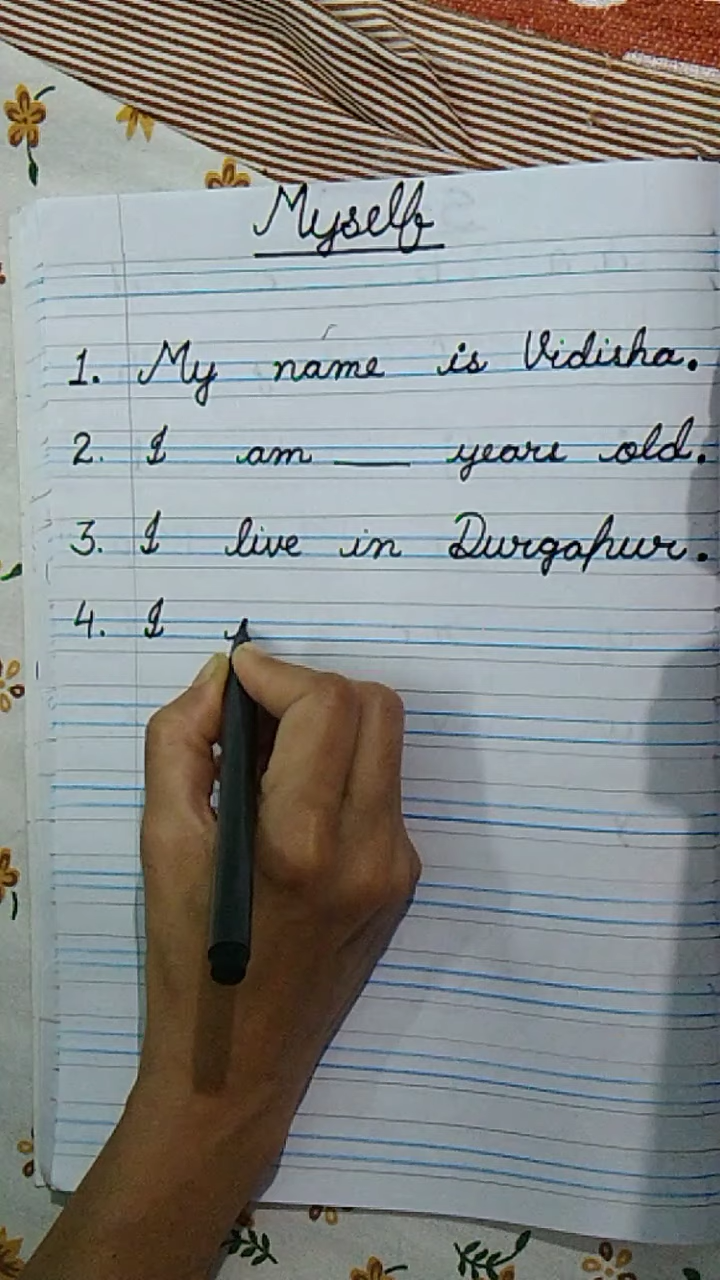 Myself
1. My name is Vidisha.
2. I am ___ years old.
3. I live in Durgapur.
4. I